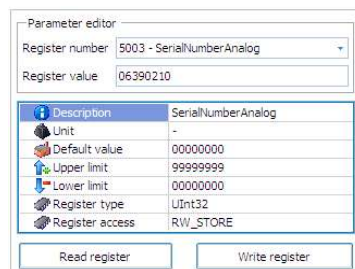 Parameter editor
Register number 5003 - SerialNumberAnalog
Register value 06390210
Description SerialNumberAnalog
Unit -
Default value 00000000
Upper limit 99999999
Lower limit 00000000
Register type UInt32
Register access RW_STORE
Read register Write register